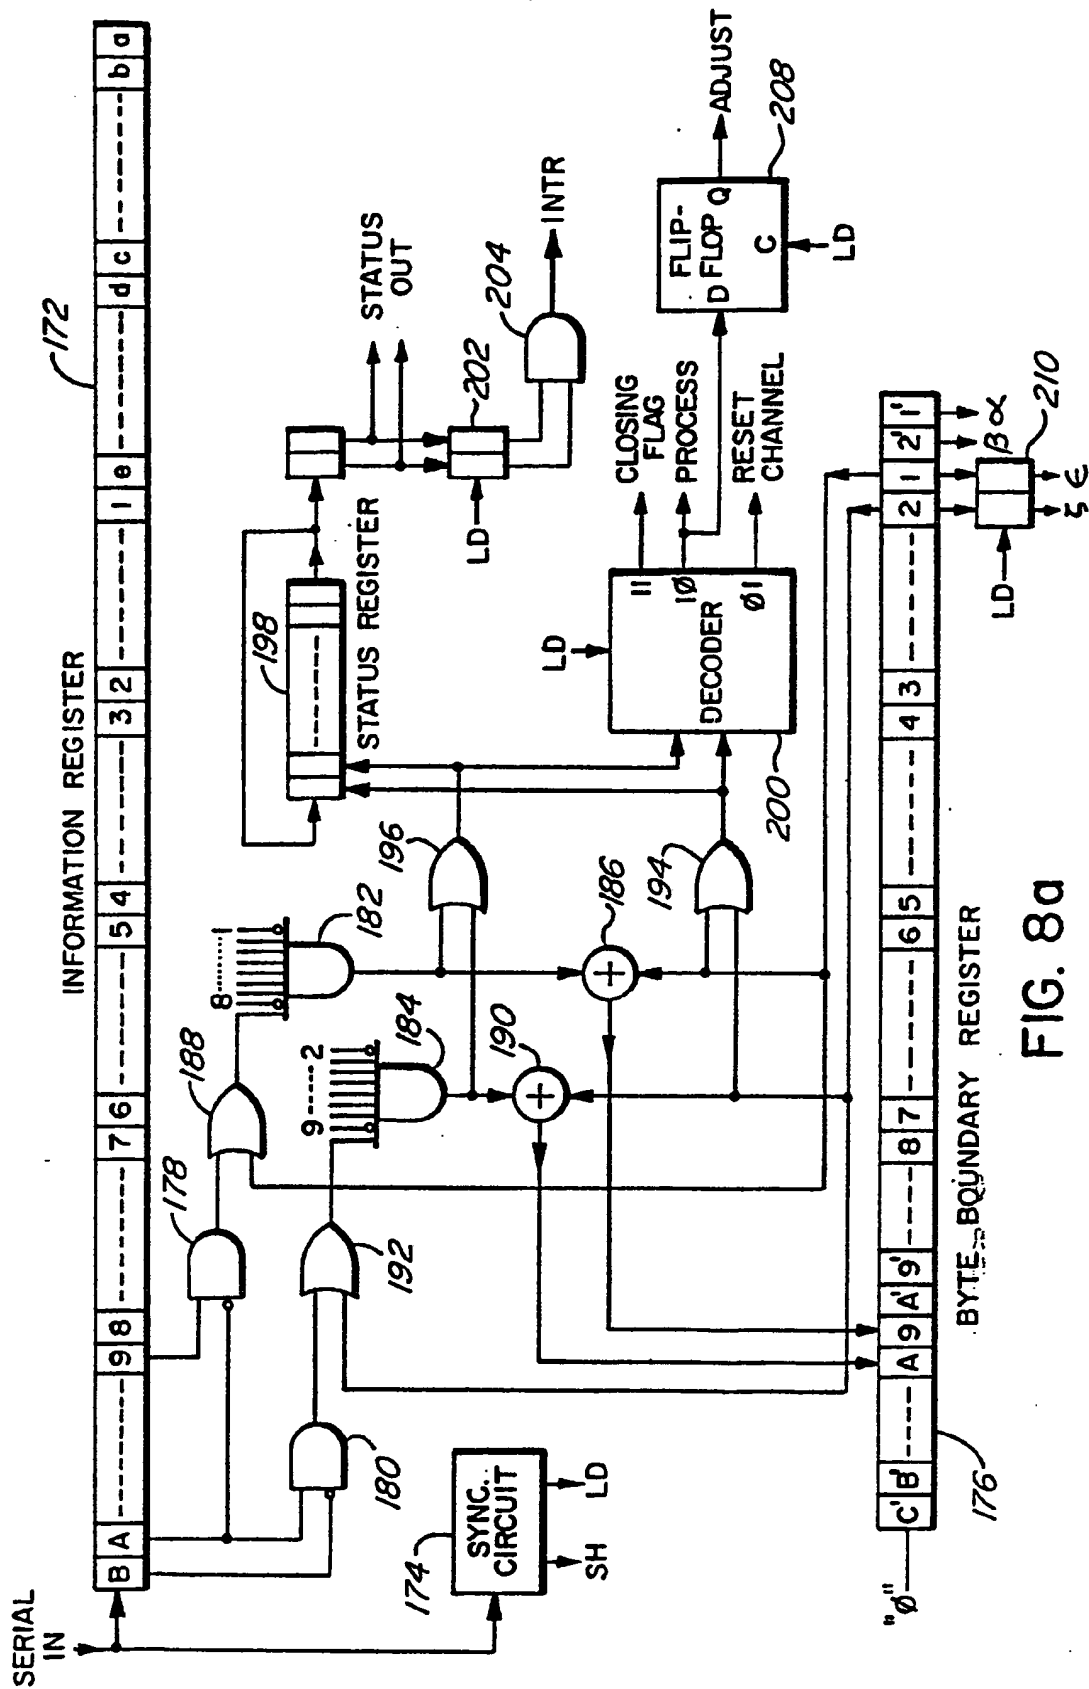 SERIAL
IN
INFORMATION REGISTER
172
B A 9 8 7 6 5 4 3 2 1 e d c b a
178
188
8 1
182
180
192
9 2
184
190
186
196
194
198
STATUS REGISTER
STATUS
OUT
LD
202
204
INTR
174
SYNC.
CIRCUIT
SH
LD
LD
DECODER
11
1Ø
Ø1
200
CLOSING
FLAG
PROCESS
RESET
CHANNEL
FLIP-
FLOP
D
Q
C
LD
208
ADJUST
"Ø"
C' B' A 9 A' 9' 8 7 6 5 4 3 2 1 2' 1'
176
BYTE BOUNDARY REGISTER
LD
β α
210
ζ ϵ
FIG. 8a